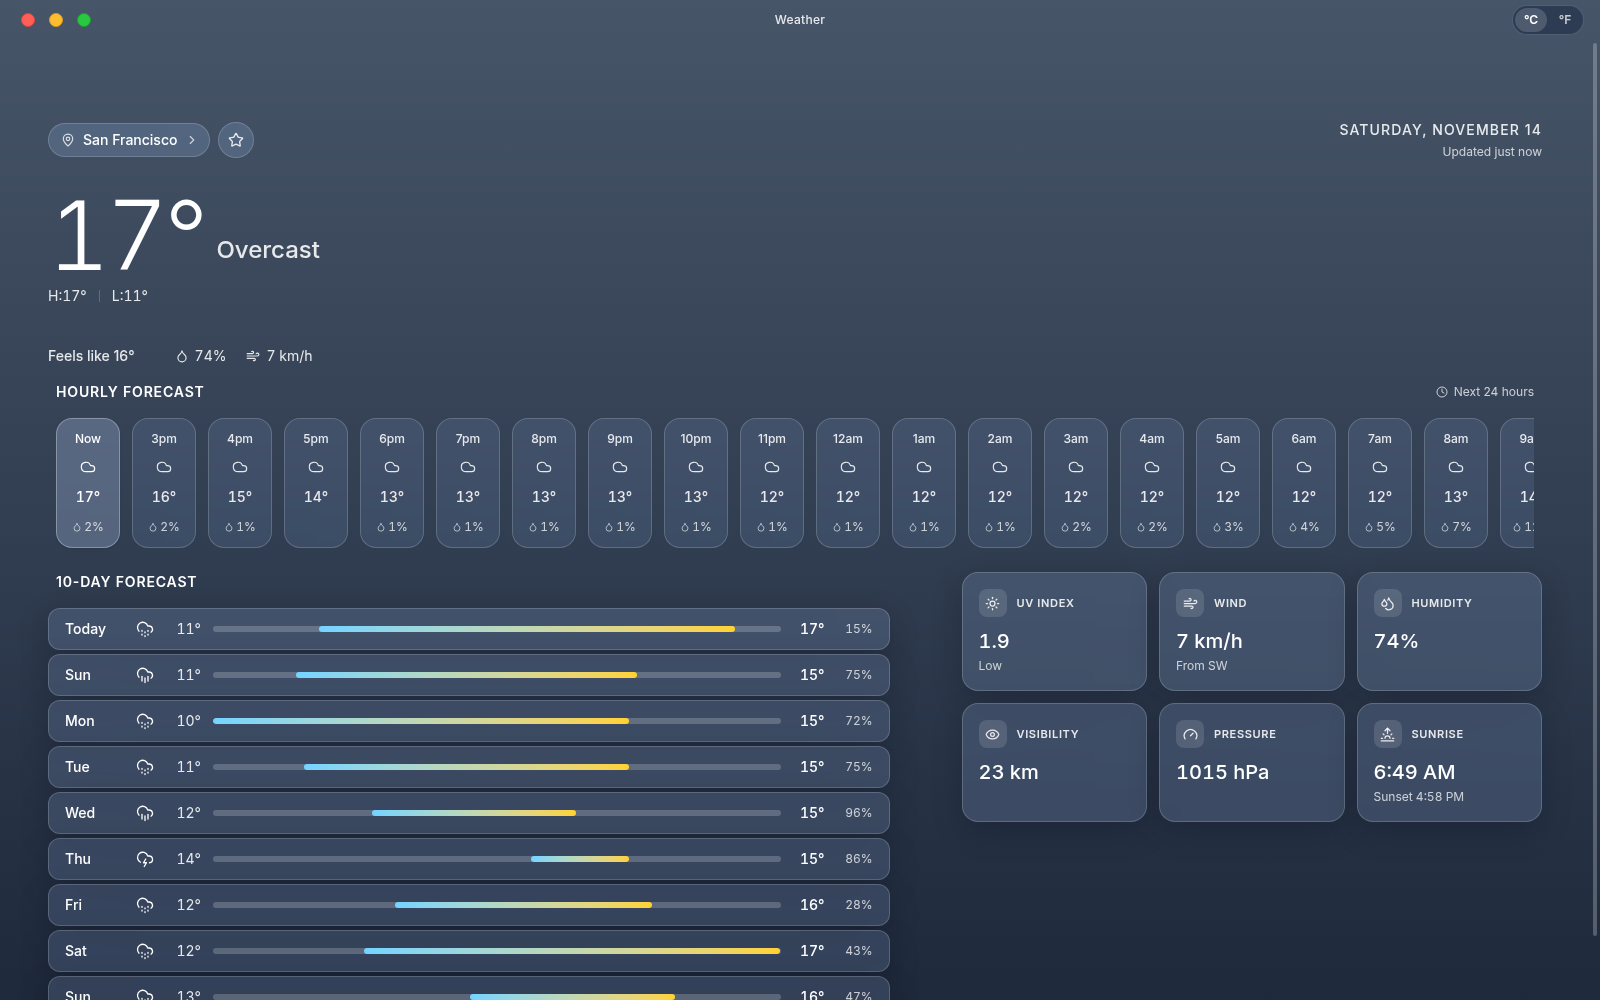 Weather
°C °F
San Francisco
SATURDAY, NOVEMBER 14
Updated just now
17° Overcast
H:17° L:11°
Feels like 16° 74% 7 km/h
HOURLY FORECAST
Next 24 hours
Now 3pm 4pm 5pm 6pm 7pm 8pm 9pm 10pm 11pm 12am 1am 2am 3am 4am 5am 6am 7am 8am 9a
17° 16° 15° 14° 13° 13° 13° 13° 13° 12° 12° 12° 12° 12° 12° 12° 12° 12° 13° 14
2% 2% 1% 1% 1% 1% 1% 1% 1% 1% 1% 1% 2% 2% 3% 4% 5% 7%
10-DAY FORECAST
Today 11° 17° 15%
Sun 11° 15° 75%
Mon 10° 15° 72%
Tue 11° 15° 75%
Wed 12° 15° 96%
Thu 14° 15° 86%
Fri 12° 16° 28%
Sat 12° 17° 43%
Sun 13° 16° 47%
UV INDEX
1.9
Low
WIND
7 km/h
From SW
HUMIDITY
74%
VISIBILITY
23 km
PRESSURE
1015 hPa
SUNRISE
6:49 AM
Sunset 4:58 PM